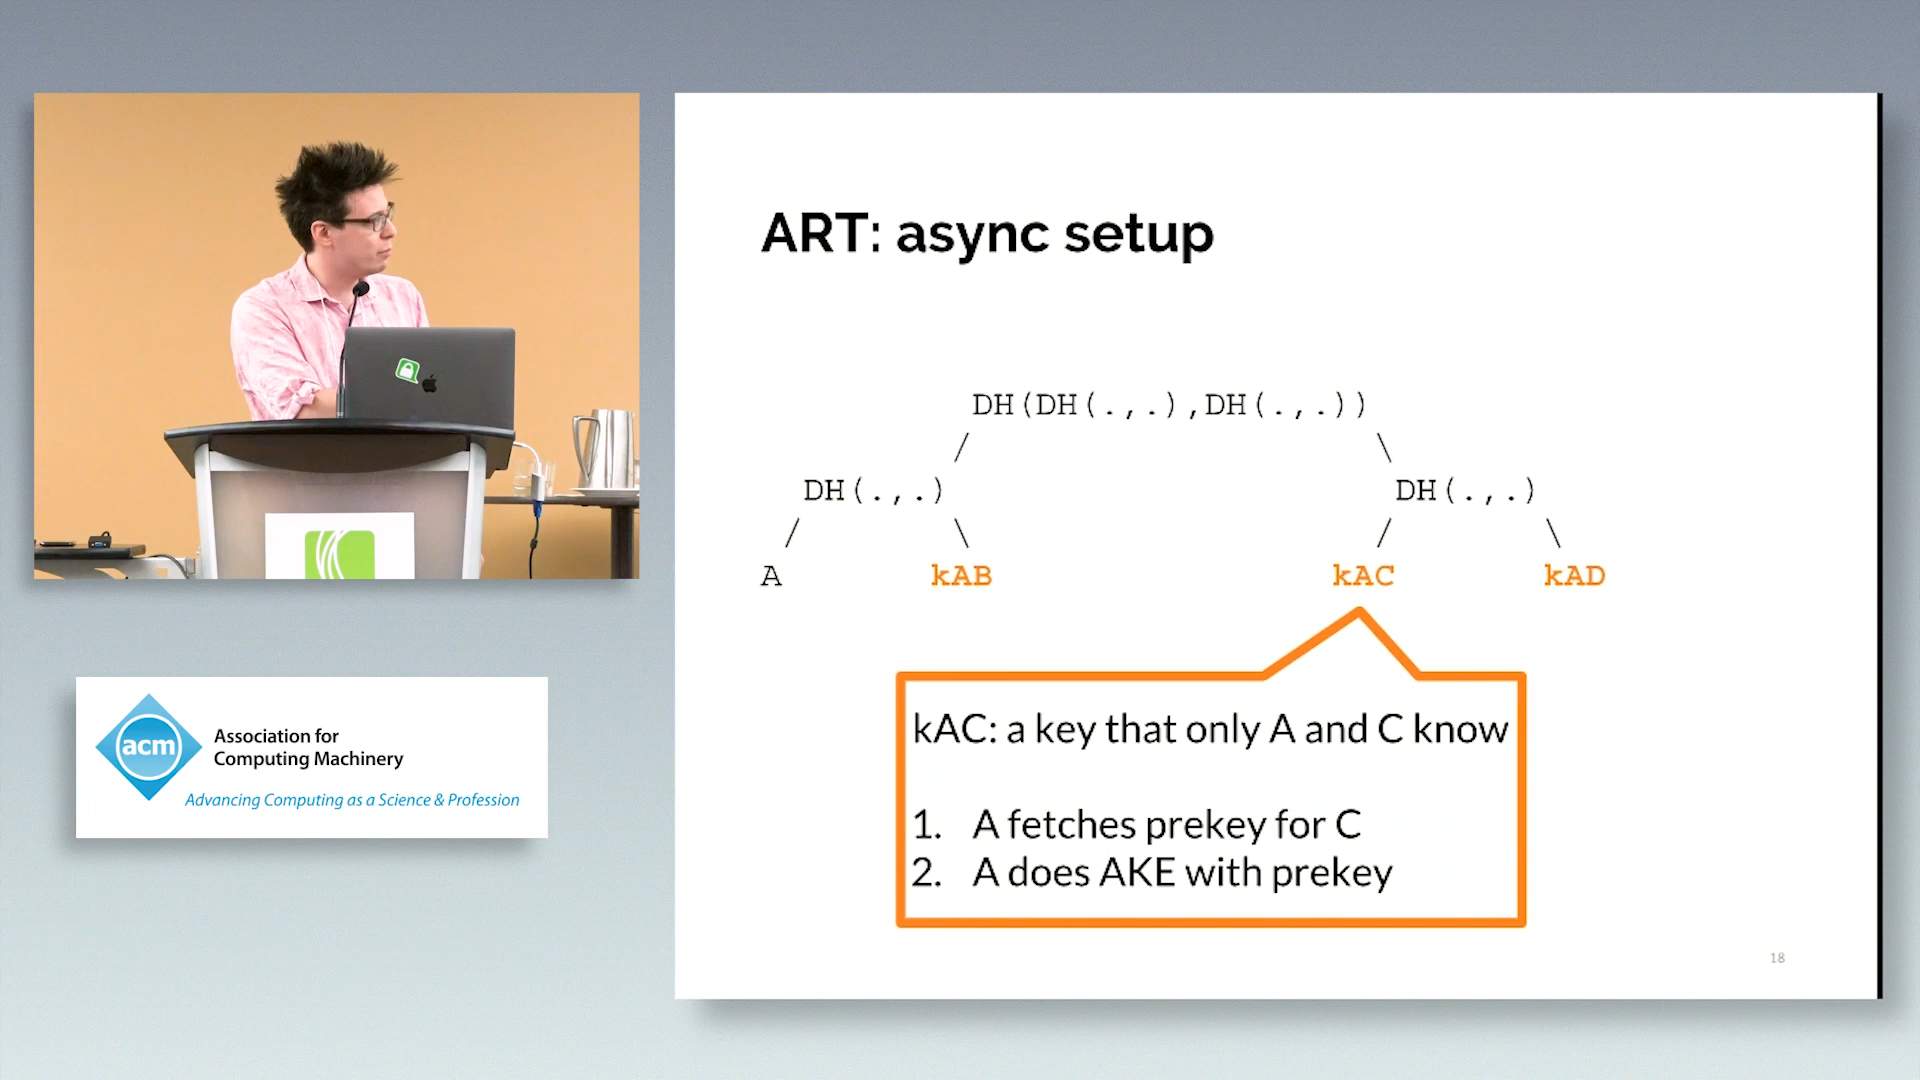 ART: async setup
DH(DH(.,.),DH(.,.))
/ \
DH(.,.) DH(.,.)
/ \ / \
A kAB kAC kAD
kAC: a key that only A and C know
1. A fetches prekey for C
2. A does AKE with prekey
18
acm
Association for
Computing Machinery
Advancing Computing as a Science & Profession